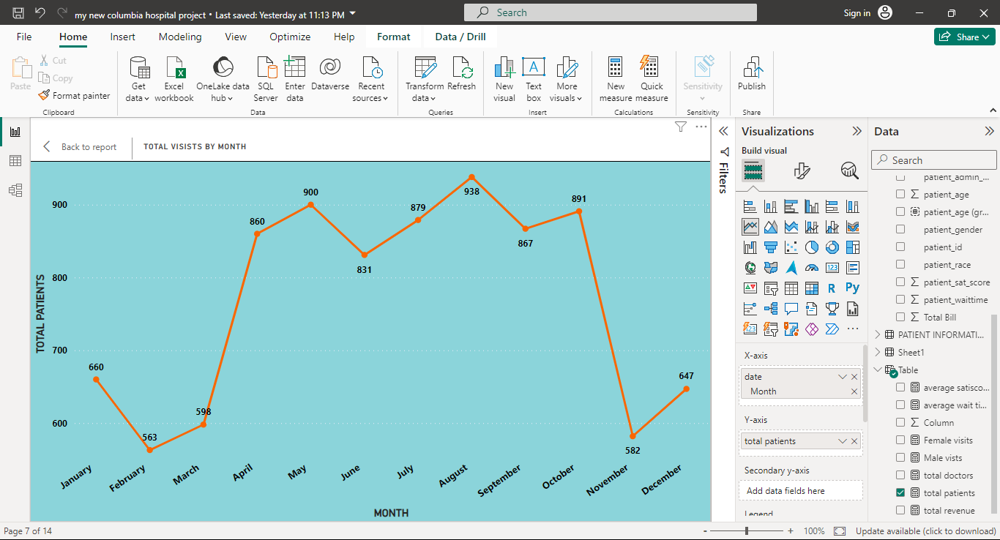 my new columbia hospital project • Last saved: Yesterday at 11:13 PM
Search
Sign in
File Home Insert Modeling View Optimize Help Format Data / Drill
Share
Paste
Cut
Copy
Format painter
Clipboard
Get data
Excel workbook
OneLake data hub
SQL Server
Enter data
Dataverse
Recent sources
Data
Transform data
Refresh
Queries
New visual
Text box
More visuals
Insert
New measure
Quick measure
Calculations
Sensitivity
Sensitivity
Publish
Share
Back to report
TOTAL VISISTS BY MONTH
TOTAL PATIENTS
900
800
700
600
660
563
598
860
900
831
879
938
867
891
582
647
January
February
March
April
May
June
July
August
September
October
November
December
MONTH
Filters
Visualizations
Build visual
123
R
Py
123
X-axis
date
Month
Y-axis
total patients
Secondary y-axis
Add data fields here
Legend
Data
Search
patient_admin_...
patient_age
patient_age (gr...
patient_gender
patient_id
patient_race
patient_sat_score
patient_waittime
Total Bill
PATIENT INFORMATI...
Sheet1
Table
average satisco...
average wait ti...
Column
Female visits
Male vists
total doctors
total patients
total revenue
Page 7 of 14
- + 100%
Update available (click to download)